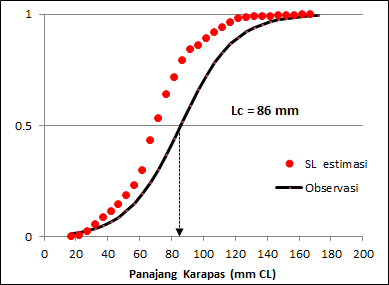 1
Lc = 86 mm
0.5
SL estimasi
Observasi
0
0 20 40 60 80 100 120 140 160 180 200
Panajang Karapas (mm CL)